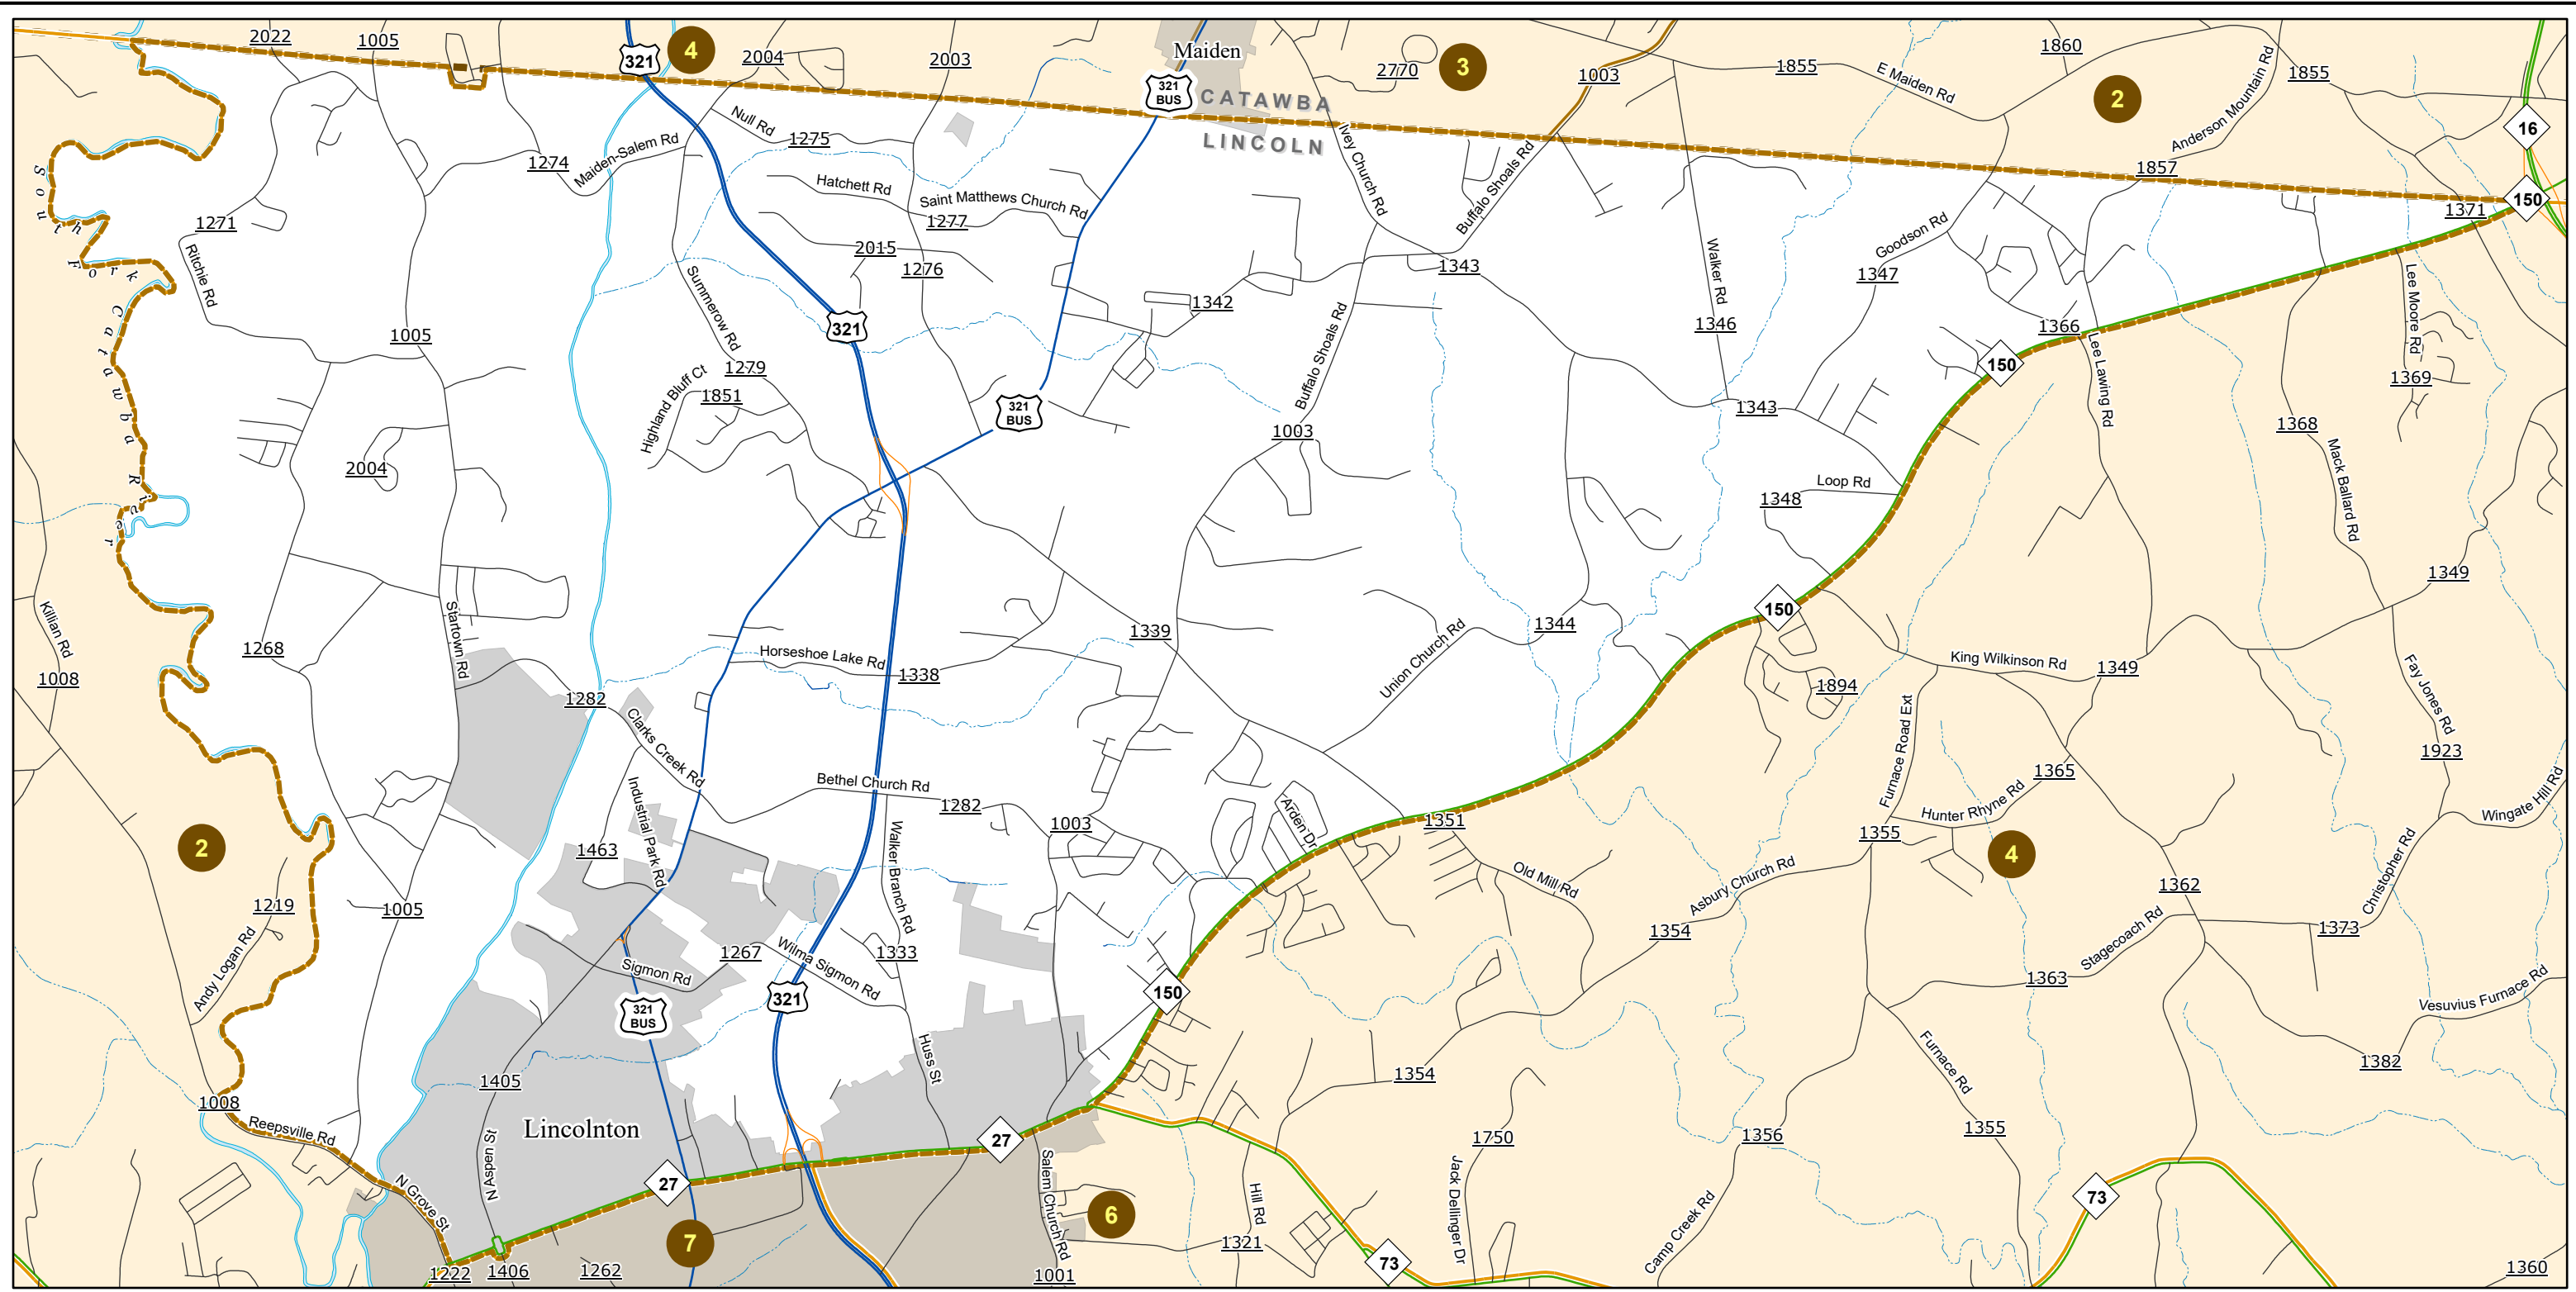 2022
1005
321
4
2004
2003
Maiden
321
BUS
CATAWBA
LINCOLN
2770
3
1003
1855
E Maiden Rd
1860
2
Anderson Mountain Rd
1855
16
150
1857
1371
Null Rd
1275
1274
Maiden-Salem Rd
Hatchett Rd
Saint Matthews Church Rd
1277
Ivey Church Rd
Buffalo Shoals Rd
South Fork Catawba River
1271
Ritchie Rd
2015
1276
Summerow Rd
1342
1343
Walker Rd
1346
Goodson Rd
1347
1366
Lee Moore Rd
1369
1005
321
1279
Highland Bluff Ct
1851
321
BUS
Buffalo Shoals Rd
1003
1343
150
Lee Lawing Rd
1368
Mack Ballard Rd
2004
Loop Rd
1348
1349
Killian Rd
1008
1268
Startown Rd
Horseshoe Lake Rd
1338
1339
Union Church Rd
1344
150
King Wilkinson Rd
1349
1894
Fay Jones Rd
1923
1282
Clarks Creek Rd
Industrial Park Rd
1463
Bethel Church Rd
1282
1003
Arden Dr
1351
Furnace Road Ext
1365
Hunter Rhyne Rd
1355
4
Wingate Hill Rd
2
1219
Andy Logan Rd
1005
Walker Branch Rd
Old Mill Rd
Asbury Church Rd
1354
1362
Christopher Rd
1373
Stagecoach Rd
1363
Vesuvius Furnace Rd
1382
Sigmon Rd
1267
Wilma Sigmon Rd
1333
321
BUS
321
150
Huss St
1405
1008
Reepsville Rd
Lincolnton
N Aspen St
N Grove St
27
27
1354
1750
Jack Dellinger Dr
1356
Camp Creek Rd
Furnace Rd
1355
73
Salem Church Rd
6
Hill Rd
1321
73
7
1222
1406
1262
1001
1360